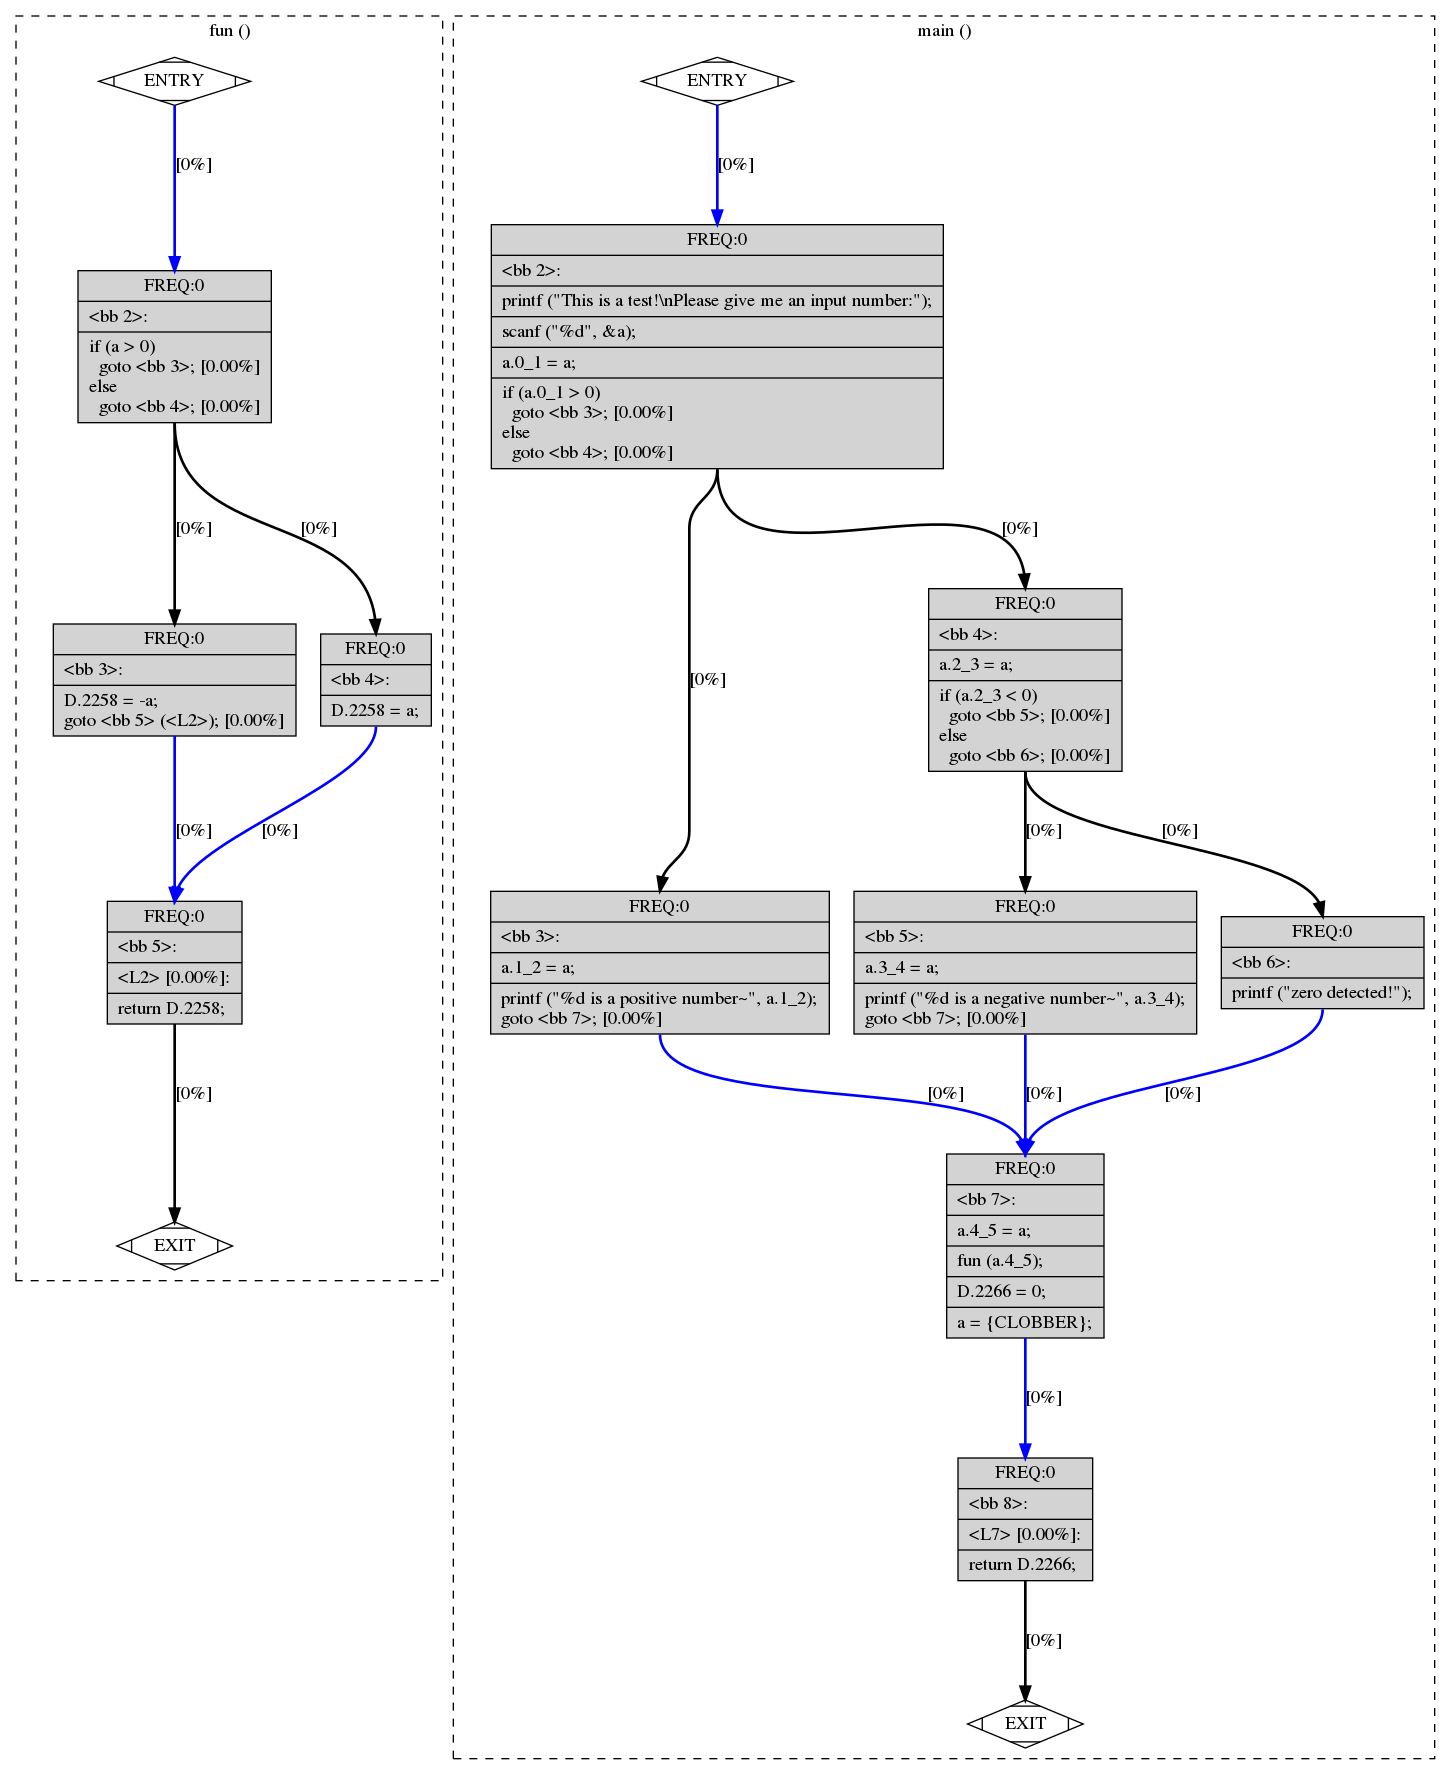 fun ()
ENTRY
[0%]
FREQ:0
<bb 2>:
if (a > 0)
goto <bb 3>; [0.00%]
else
goto <bb 4>; [0.00%]
[0%]
[0%]
FREQ:0
<bb 3>:
D.2258 = -a;
goto <bb 5> (<L2>); [0.00%]
FREQ:0
<bb 4>:
D.2258 = a;
[0%]
[0%]
FREQ:0
<bb 5>:
<L2> [0.00%]:
return D.2258;
[0%]
EXIT
main ()
ENTRY
[0%]
FREQ:0
<bb 2>:
printf ("This is a test!\nPlease give me an input number:");
scanf ("%d", &a);
a.0_1 = a;
if (a.0_1 > 0)
goto <bb 3>; [0.00%]
else
goto <bb 4>; [0.00%]
[0%]
[0%]
FREQ:0
<bb 4>:
a.2_3 = a;
if (a.2_3 < 0)
goto <bb 5>; [0.00%]
else
goto <bb 6>; [0.00%]
[0%]
[0%]
FREQ:0
<bb 3>:
a.1_2 = a;
printf ("%d is a positive number~", a.1_2);
goto <bb 7>; [0.00%]
FREQ:0
<bb 5>:
a.3_4 = a;
printf ("%d is a negative number~", a.3_4);
goto <bb 7>; [0.00%]
FREQ:0
<bb 6>:
printf ("zero detected!");
[0%]
[0%]
[0%]
FREQ:0
<bb 7>:
a.4_5 = a;
fun (a.4_5);
D.2266 = 0;
a = {CLOBBER};
[0%]
FREQ:0
<bb 8>:
<L7> [0.00%]:
return D.2266;
[0%]
EXIT